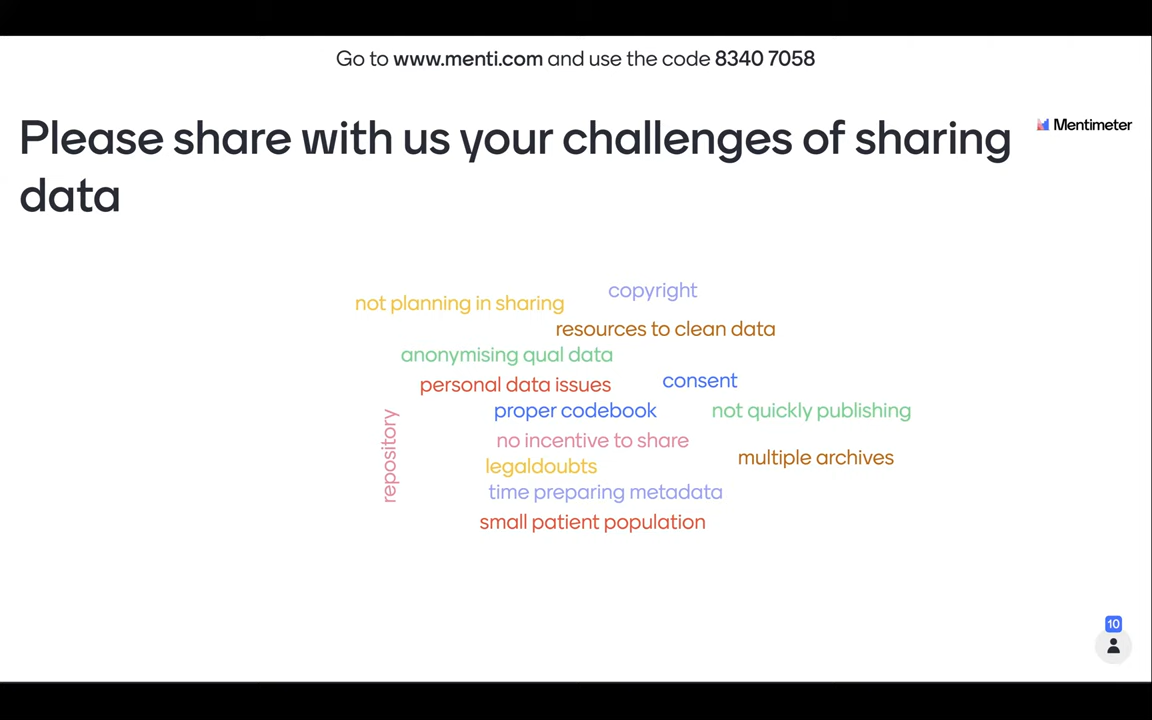 Go to www.menti.com and use the code 8340 7058
Please share with us your challenges of sharing
data
Mentimeter
copyright
not planning in sharing
resources to clean data
anonymising qual data
personal data issues
consent
proper codebook
not quickly publishing
repository
no incentive to share
multiple archives
legaldoubts
time preparing metadata
small patient population
10